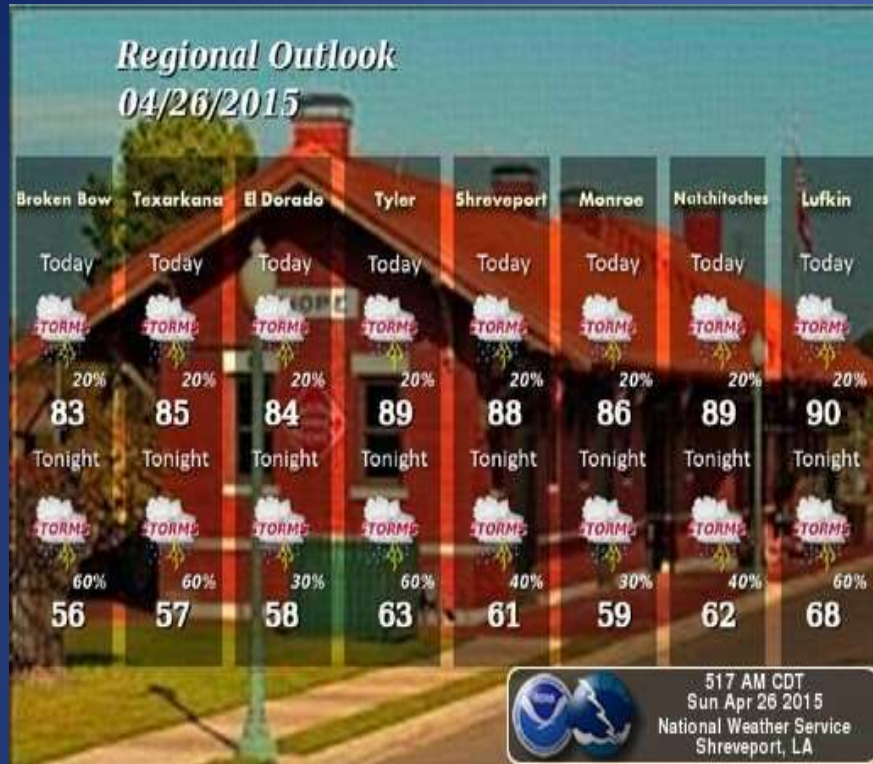 Regional Outlook
04/26/2015
Broken Bow Texarkana El Dorado Tyler Shreveport Monroe Natchitoches Lufkin
Today Today Today Today Today Today Today Today
HOPE
STORMS STORMS STORMS STORMS STORMS STORMS STORMS STORMS
20% 20% 20% 20% 20% 20% 20% 20%
83 85 84 89 88 86 89 90
Tonight Tonight Tonight Tonight Tonight Tonight Tonight Tonight
STORMS STORMS STORMS STORMS STORMS STORMS STORMS STORMS
60% 60% 30% 60% 40% 30% 40% 60%
56 57 58 63 61 59 62 68
517 AM CDT
Sun Apr 26 2015
National Weather Service
Shreveport, LA